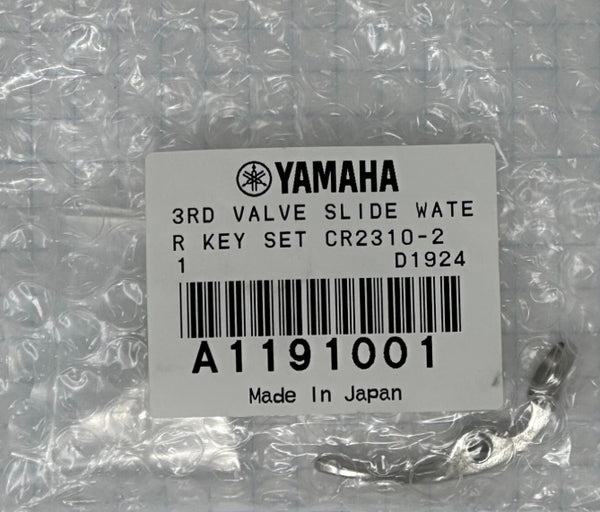 YAMAHA
3RD VALVE SLIDE WATE
R KEY SET CR2310-2
1 D1924
A1191001
Made In Japan